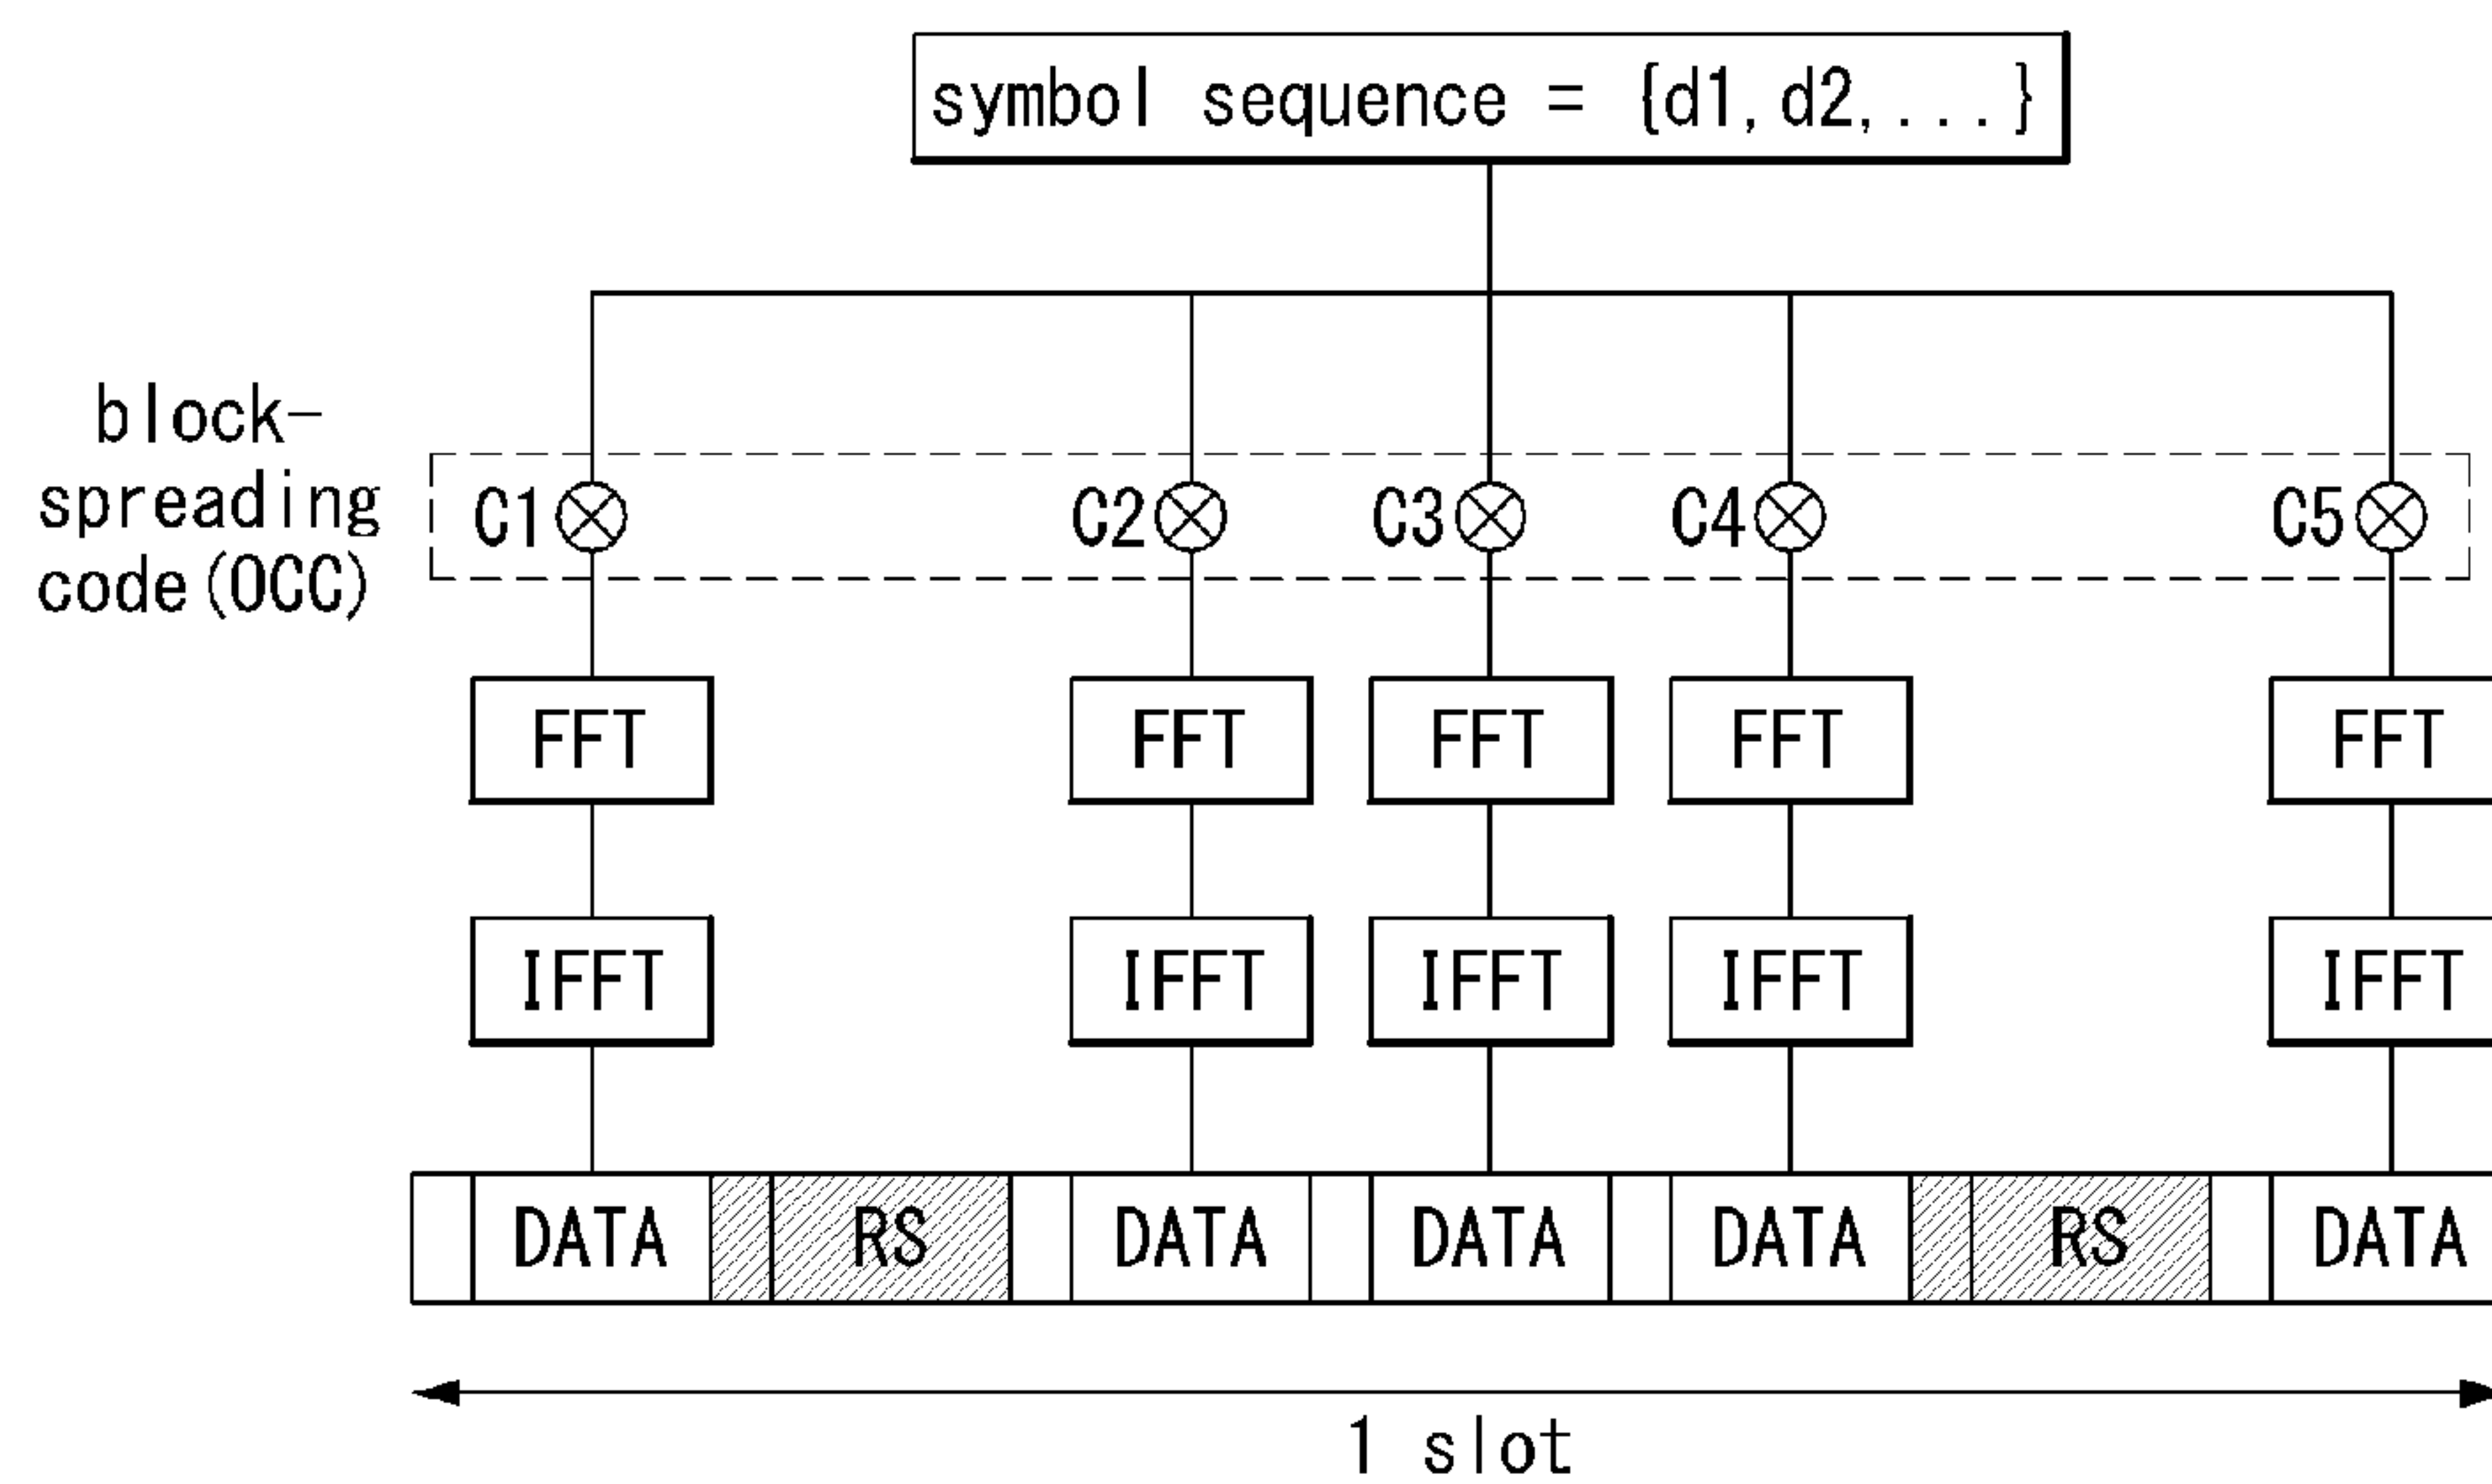 symbol sequence = {d1,d2,...}
block-
spreading
code(OCC)
C1 C2 C3 C4 C5
FFT FFT FFT FFT FFT
IFFT IFFT IFFT IFFT IFFT
DATA RS DATA DATA DATA RS DATA
1 slot